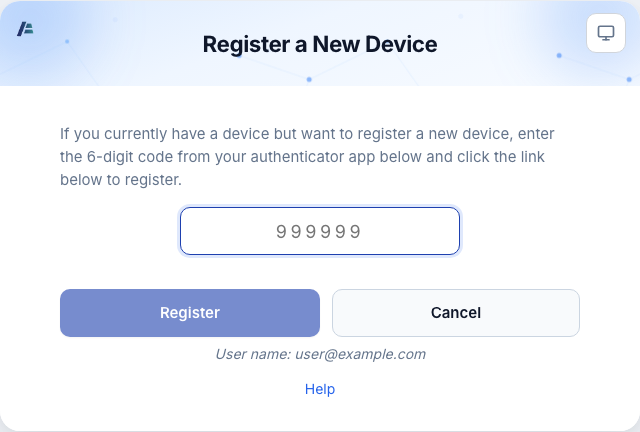 Register a New Device
If you currently have a device but want to register a new device, enter
the 6-digit code from your authenticator app below and click the link
below to register.
999999
Register
Cancel
User name: user@example.com
Help